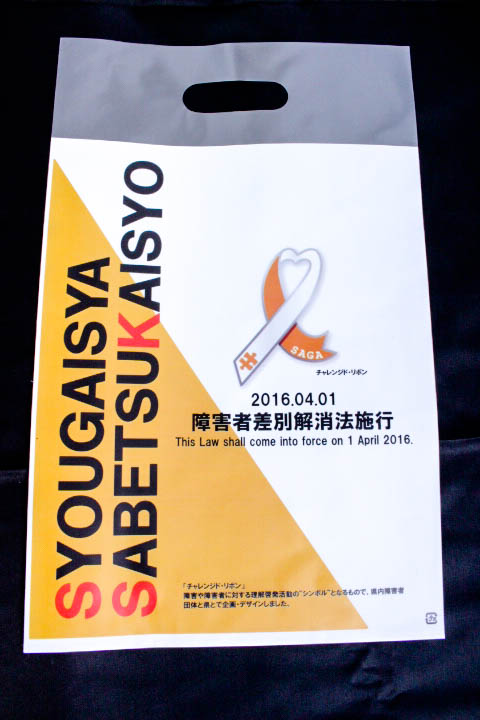 SYOUGAISYA
SABETSUKAISYO
SAGA
チャレンジド・リボン
2016.04.01
障害者差別解消法施行
This Law shall come into force on 1 April 2016.
「チャレンジド・リボン」
障害や障害者に対する理解啓発活動の"シンボル"となるもので、県内障害者
団体と県とで企画・デザインしました。